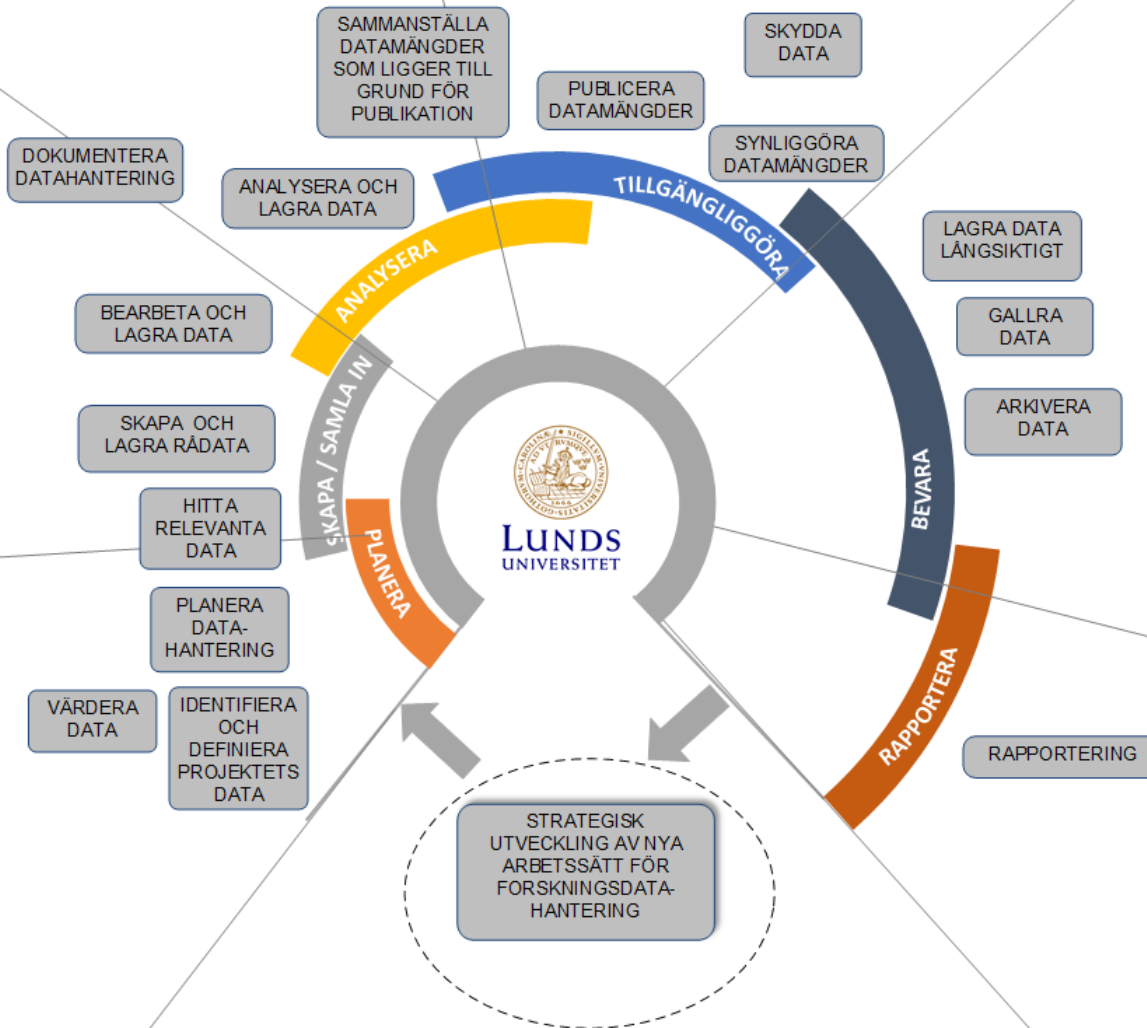 SAMMANSTÄLLA
DATAMÄNGDER
SOM LIGGER TILL
GRUND FÖR
PUBLIKATION
SKYDDA
DATA
PUBLICERA
DATAMÄNGDER
SYNLIGGÖRA
DATAMÄNGDER
DOKUMENTERA
DATAHANTERING
ANALYSERA OCH
LAGRA DATA
TILLGÄNGLIGGÖRA
ANALYSERA
LAGRA DATA
LÅNGSIKTIGT
BEARBETA OCH
LAGRA DATA
GALLRA
DATA
SKAPA / SAMLA IN
SKAPA OCH
LAGRA RÅDATA
ARKIVERA
DATA
BEVARA
HITTA
RELEVANTA
DATA
PLANERA
LUNDS
UNIVERSITET
PLANERA
DATA-
HANTERING
VÄRDERA
DATA
IDENTIFIERA
OCH
DEFINIERA
PROJEKTETS
DATA
RAPPORTERA
RAPPORTERING
STRATEGISK
UTVECKLING AV NYA
ARBETSSÄTT FÖR
FORSKNINGSDATA-
HANTERING